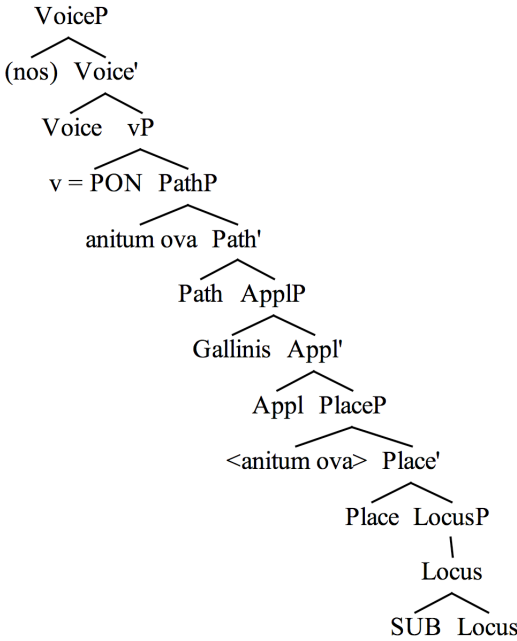 VoiceP
(nos) Voice'
Voice vP
v = PON PathP
anitum ova Path'
Path ApplP
Gallinis Appl'
Appl PlaceP
<anitum ova> Place'
Place LocusP
Locus
SUB Locus